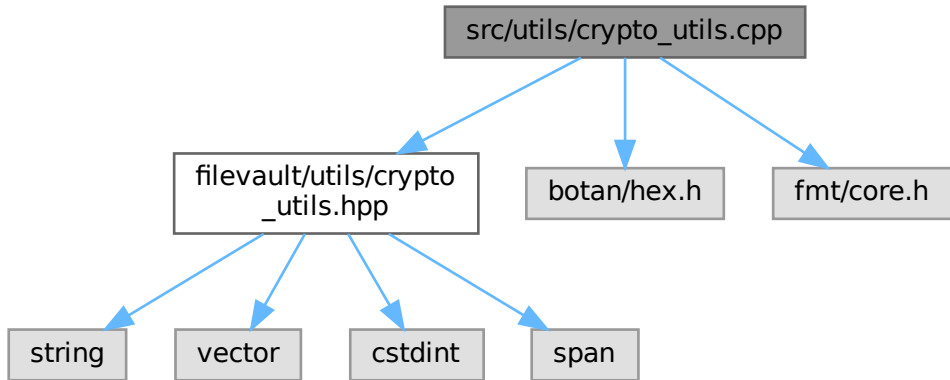 src/utils/crypto_utils.cpp
filevault/utils/crypto
_utils.hpp
botan/hex.h
fmt/core.h
string
vector
cstdint
span